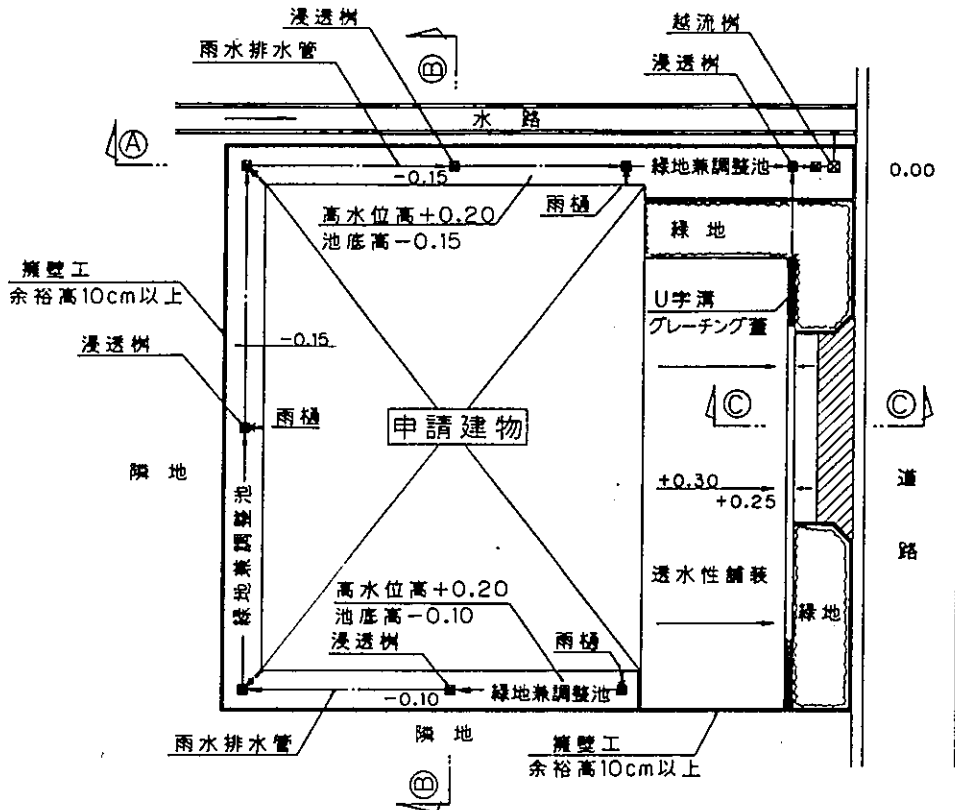 浸透桝
越流桝
雨水排水管
Ⓑ
浸透桝
水路
Ⓐ
緑地兼調整池
0.00
-0.15
雨樋
高水位高+0.20
池底高-0.15
緑地
擁壁工
余裕高10cm以上
U字溝
グレーチング蓋
-0.15
浸透桝
Ⓒ
Ⓒ
雨樋
申請建物
隣地
道路
+0.30
+0.25
緑地兼調整池
透水性舗装
高水位高+0.20
池底高-0.10
緑地
浸透桝
雨樋
-0.10
緑地兼調整池
雨水排水管
隣地
擁壁工
余裕高10cm以上
Ⓑ